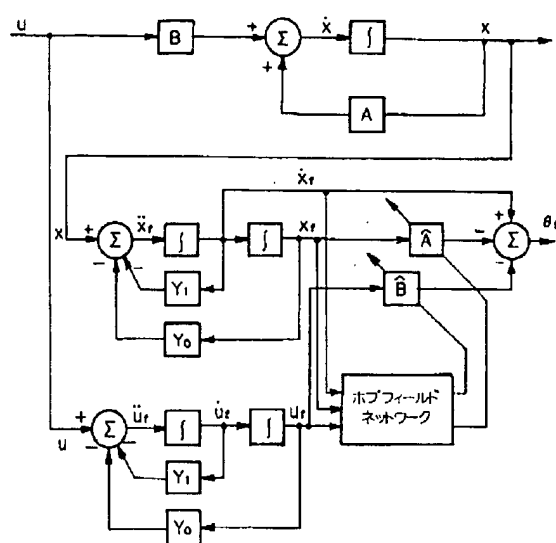 u
B
+
Σ
ẋ
∫
x
+
A
ẋf
x
+
Σ
ẍf
∫
∫
xf
Â
+
−
Σ
θf
−
−
−
Y₁
B̂
Y₀
ホプフィールド
ネットワーク
u
+
Σ
üf
∫
u̇f
∫
uf
−
−
Y₁
Y₀